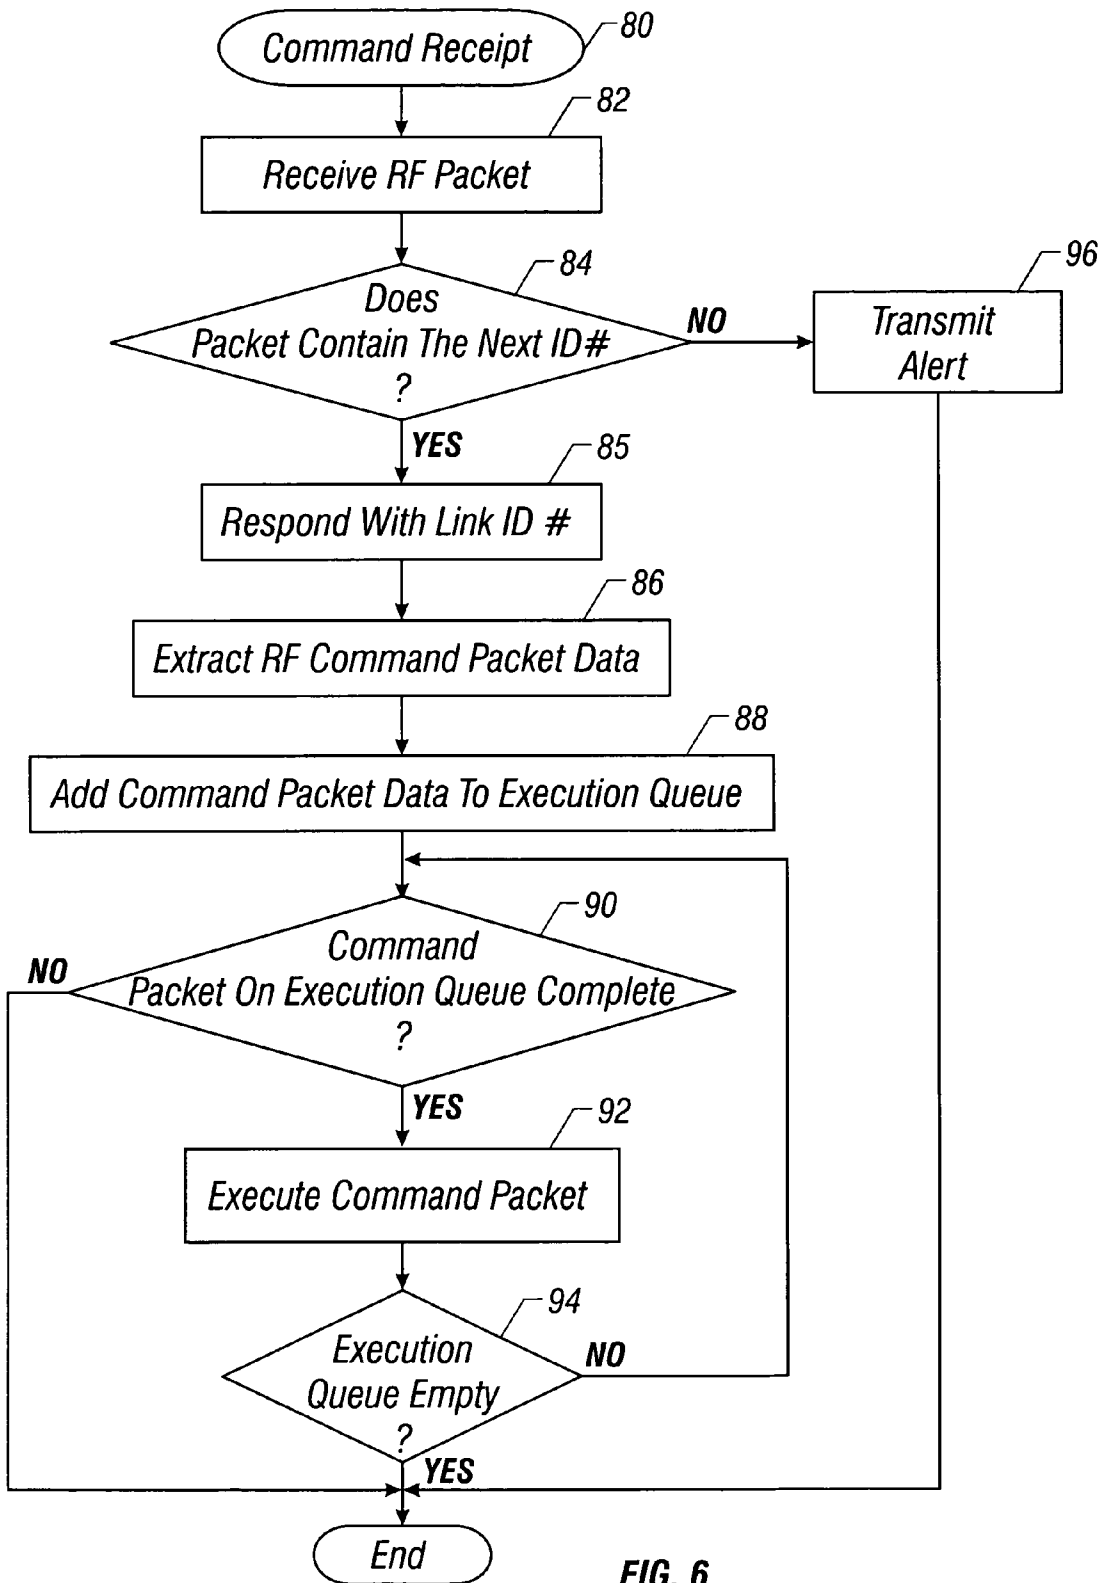 Command Receipt
80
82
Receive RF Packet
84
Does
Packet Contain The Next ID#
?
NO
96
Transmit
Alert
YES
85
Respond With Link ID #
86
Extract RF Command Packet Data
88
Add Command Packet Data To Execution Queue
90
Command
Packet On Execution Queue Complete
?
NO
YES
92
Execute Command Packet
94
Execution
Queue Empty
?
NO
YES
End
FIG. 6